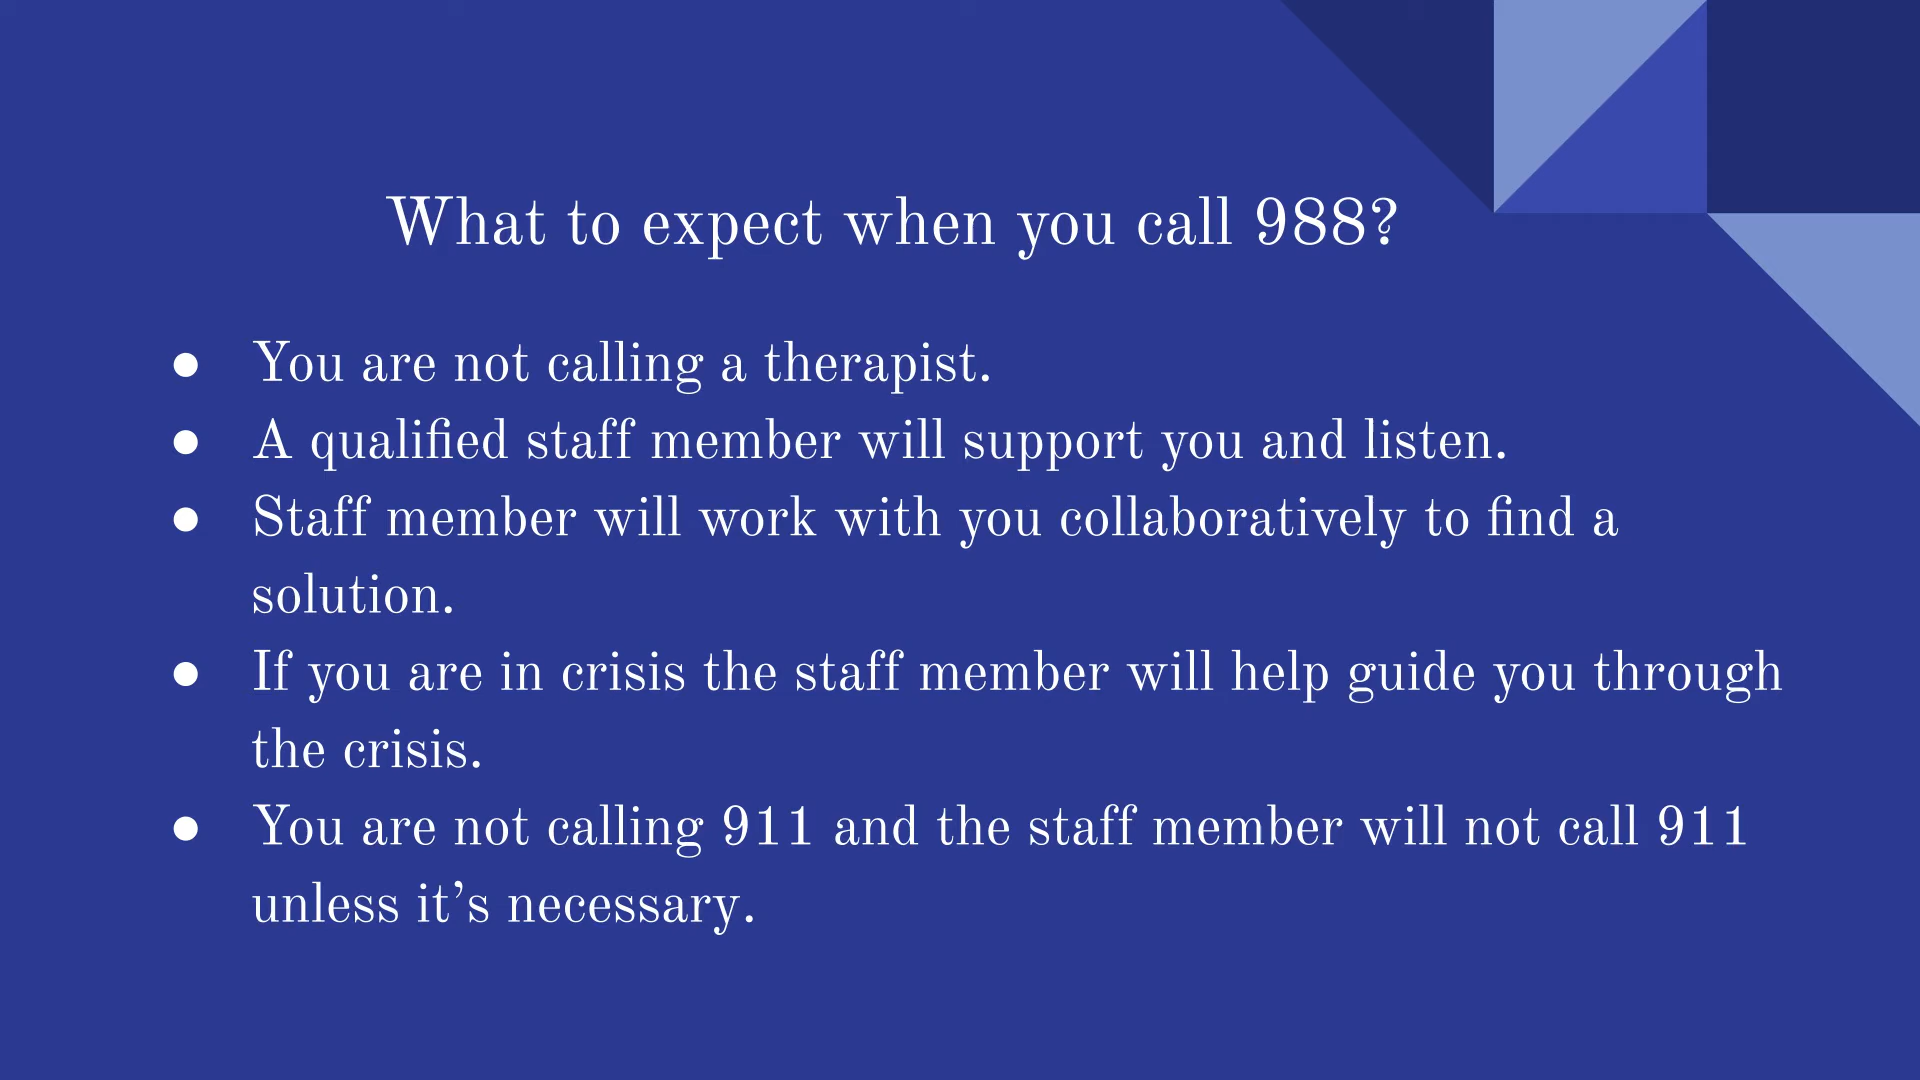 What to expect when you call 988?
● You are not calling a therapist.
● A qualified staff member will support you and listen.
● Staff member will work with you collaboratively to find a
solution.
● If you are in crisis the staff member will help guide you through
the crisis.
● You are not calling 911 and the staff member will not call 911
unless it’s necessary.